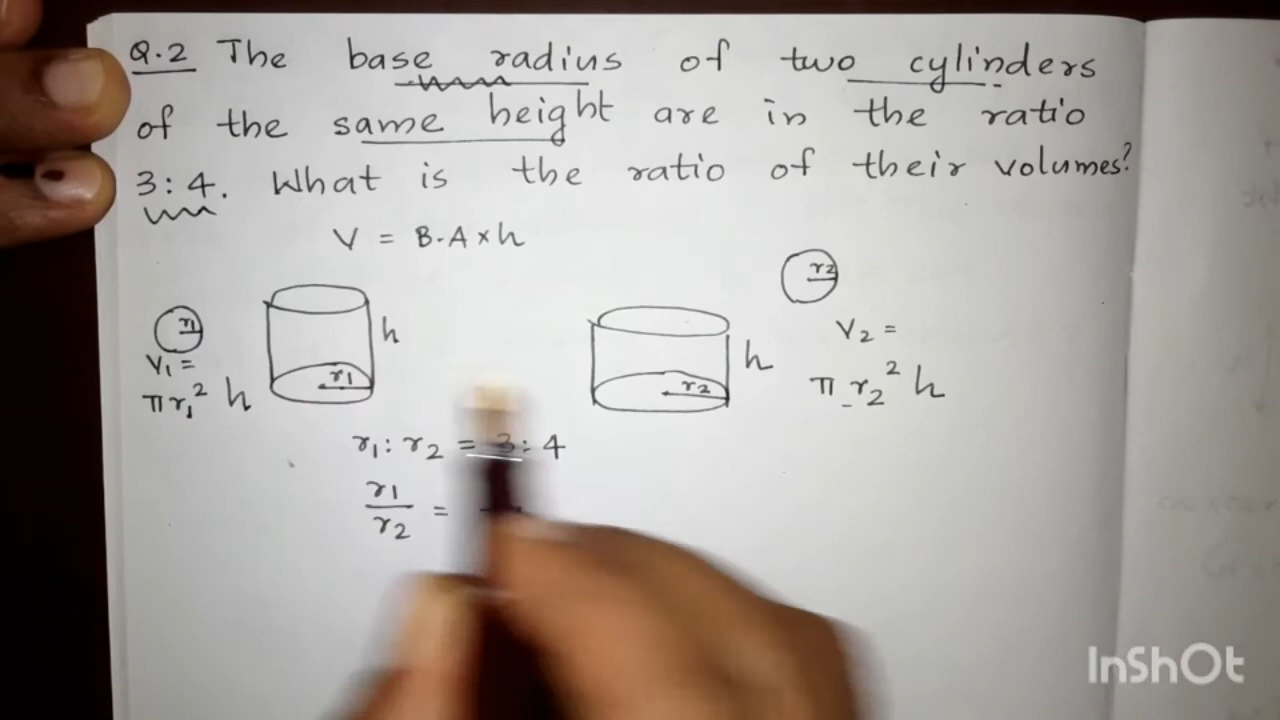 Q.2 The base radius of two cylinders
of the same height are in the ratio
3:4. What is the ratio of their volumes?
V = B.A × h
r1
V1 =
πr1² h
h
r1
r2
h
r2
V2 =
π r2² h
r1 : r2 = 3 : 4
r1/r2 =
InShOt